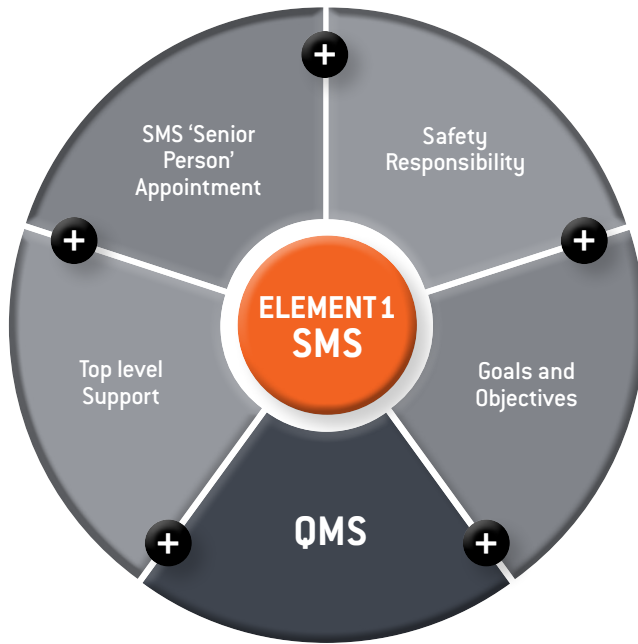 +
SMS ‘Senior
Person’
Appointment
Safety
Responsibility
+
+
ELEMENT 1
SMS
Top level
Support
Goals and
Objectives
QMS
+
+